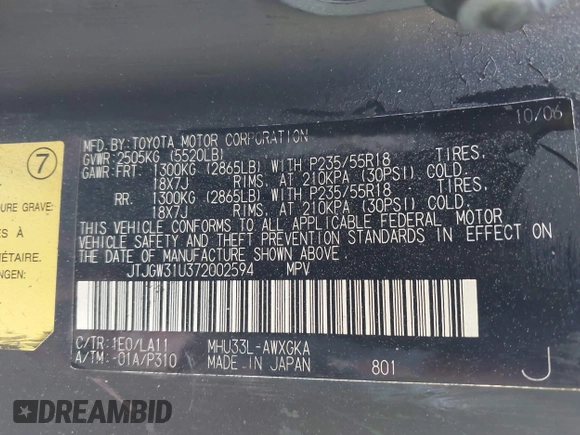 10/06
MFD. BY: TOYOTA MOTOR CORPORATION
GVWR: 2505KG (5520LB)
GAWR: FRT. 1300KG (2865LB) WITH P235/55R18 TIRES,
18X7J RIMS, AT 210KPA (30PSI) COLD.
RR. 1300KG (2865LB) WITH P235/55R18 TIRES,
18X7J RIMS, AT 210KPA (30PSI) COLD.
THIS VEHICLE CONFORMS TO ALL APPLICABLE FEDERAL MOTOR
VEHICLE SAFETY AND THEFT PREVENTION STANDARDS IN EFFECT ON
THE DATE OF MANUFACTURE SHOWN ABOVE.
JTJGW31U372002594 MPV
C/TR: 1E0/LA11 MHU33L-AWXGKA
A/TM: -01A/P310 MADE IN JAPAN 801 J
7
URE GRAVE
ES À
IÉTAIRE.
NGEN:
DREAMBID